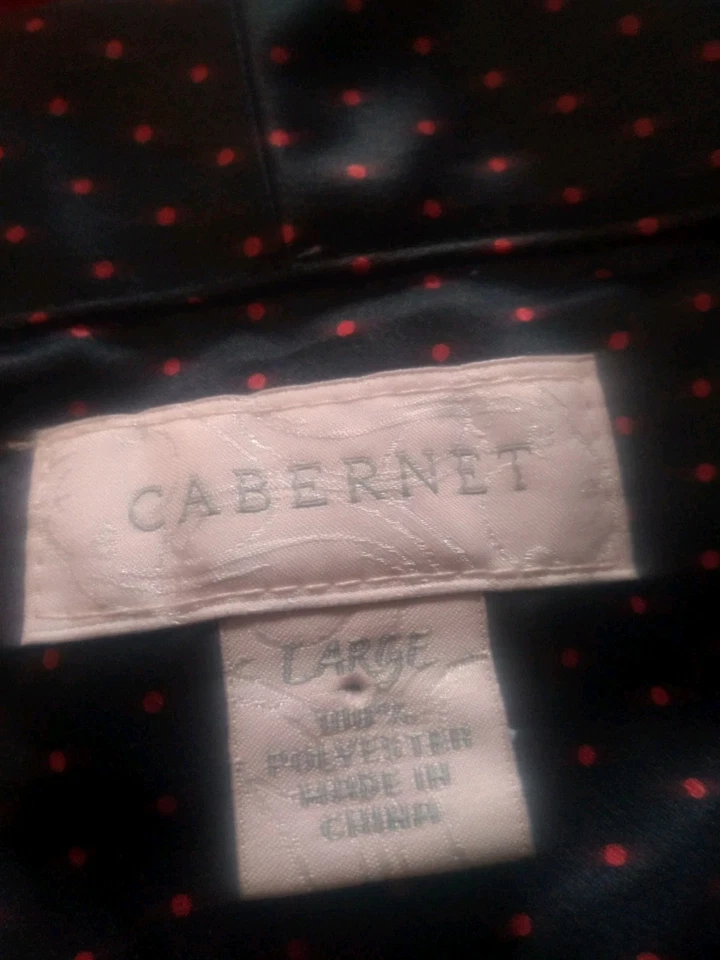 CABERNET
LARGE
100%
POLYESTER
MADE IN
CHINA